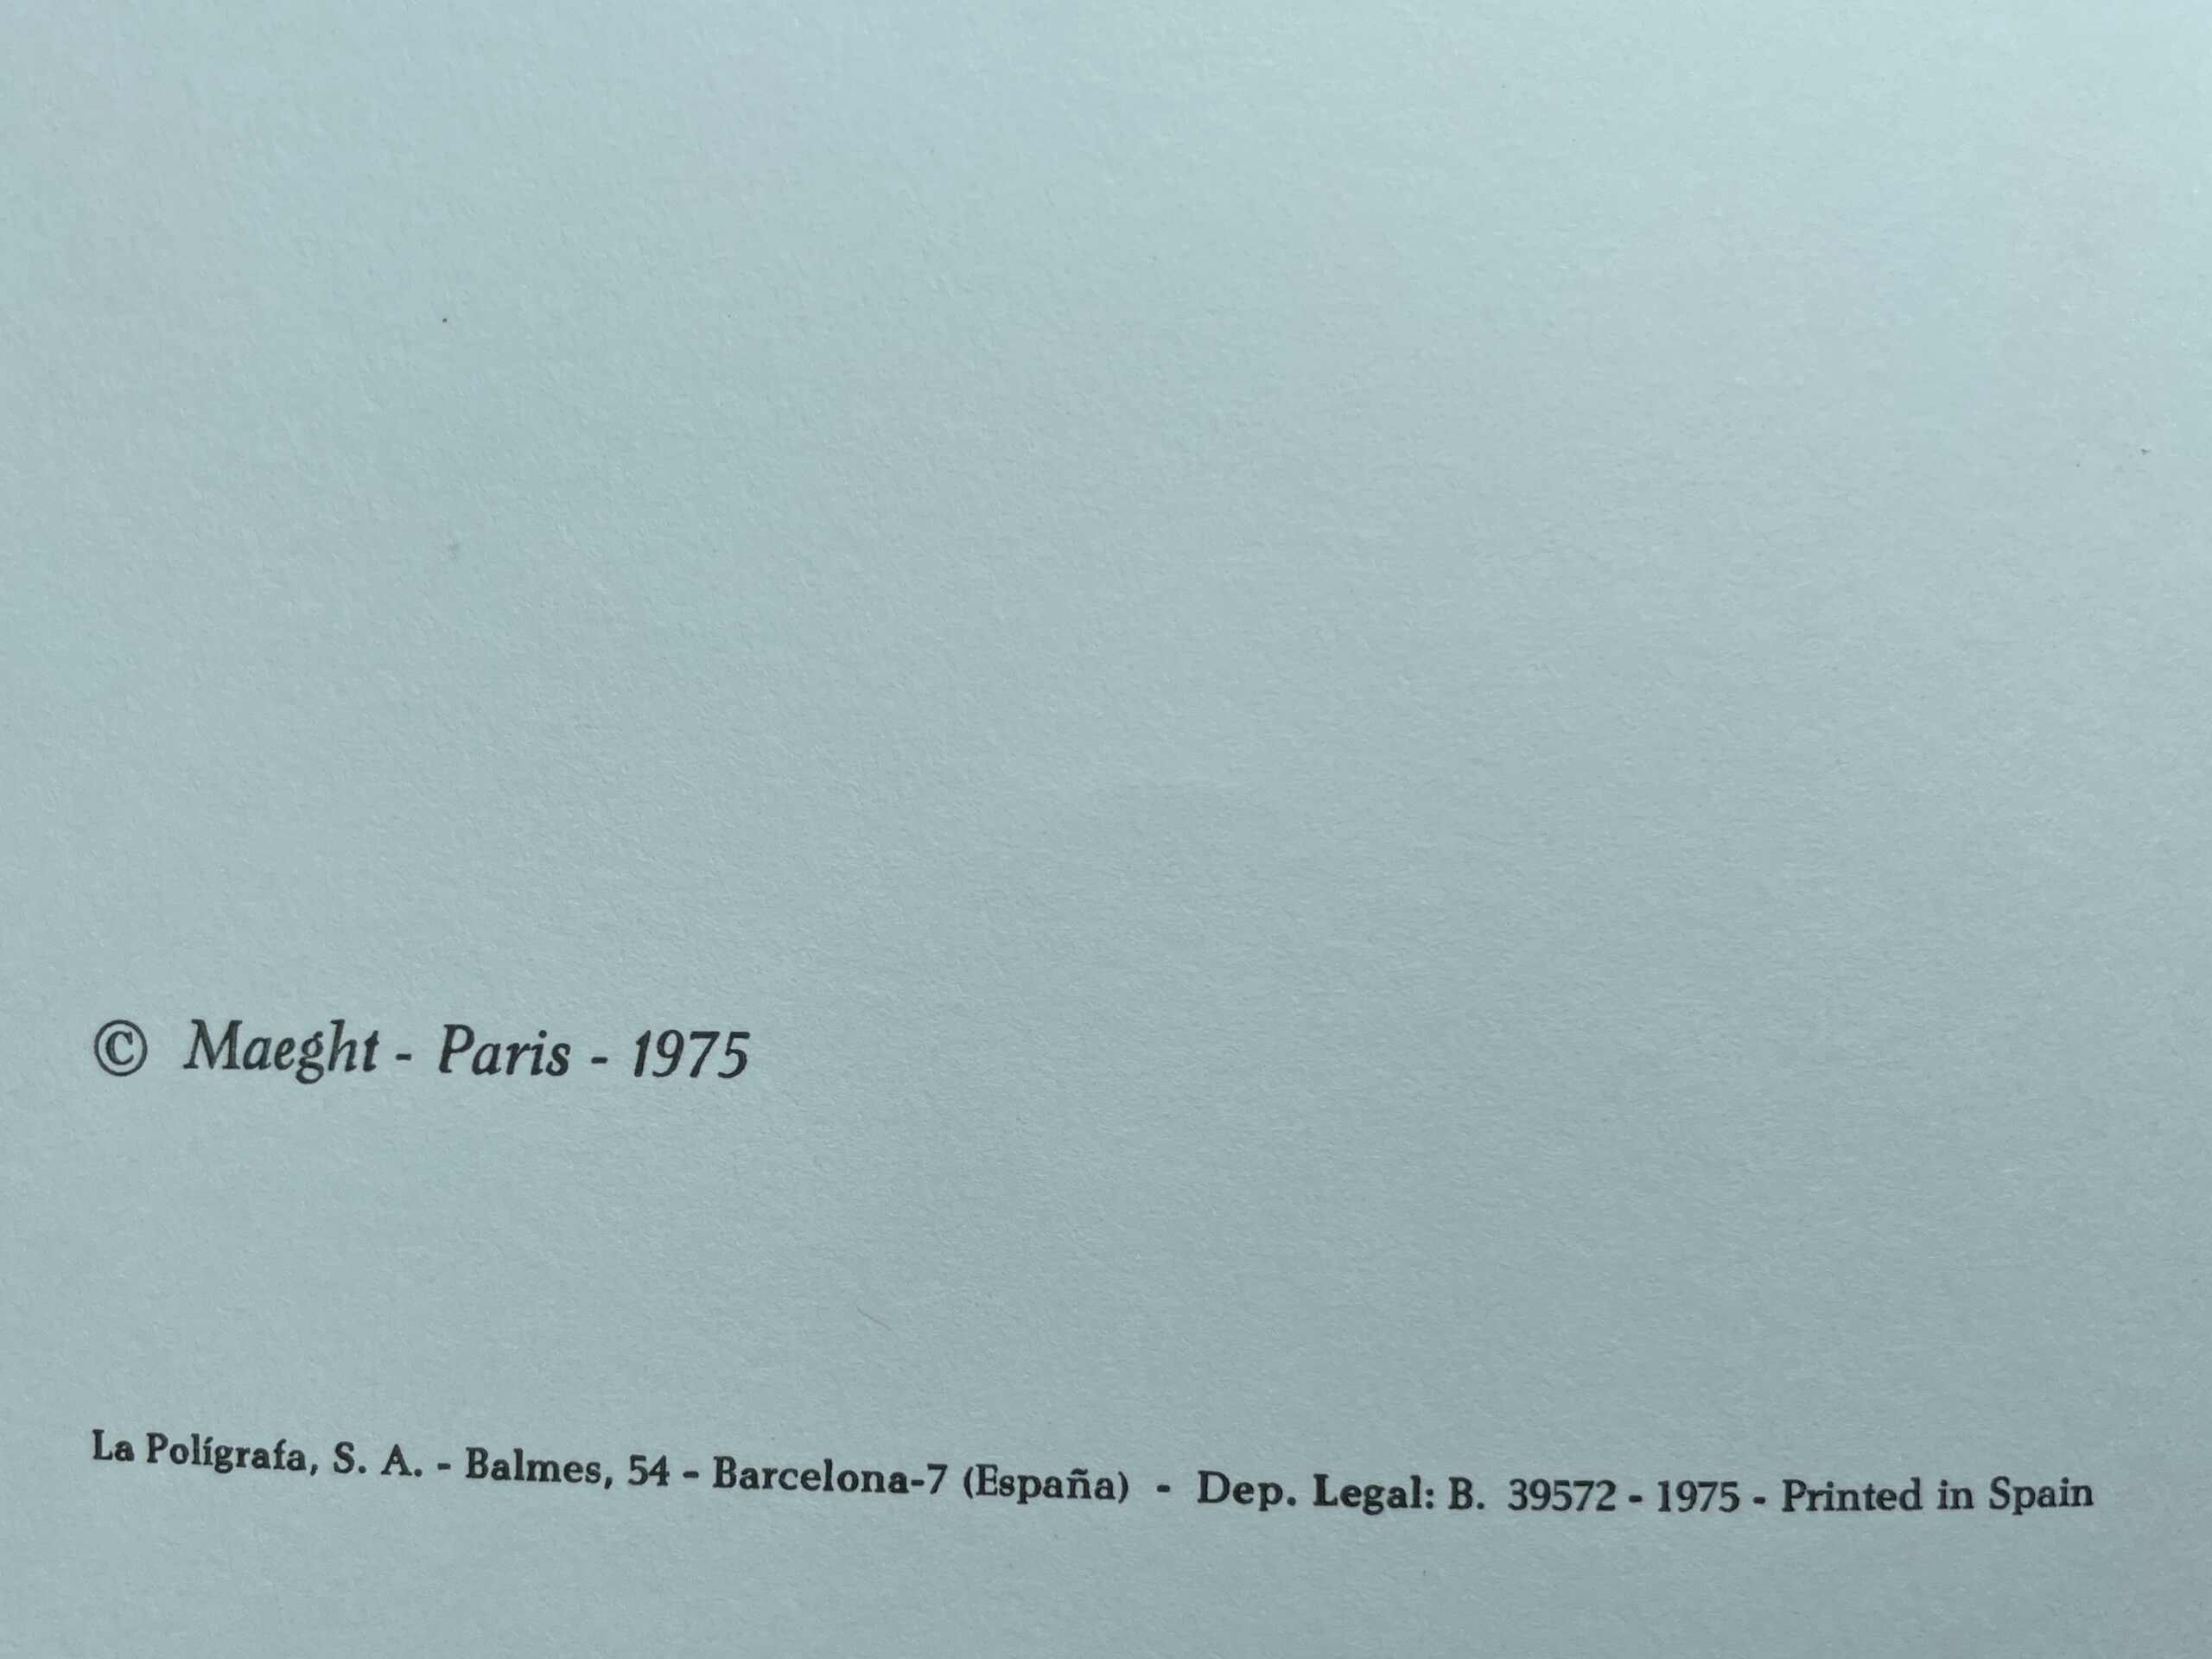 © Maeght - Paris - 1975
La Polígrafa, S. A. - Balmes, 54 - Barcelona-7 (España) - Dep. Legal: B. 39572 - 1975 - Printed in Spain